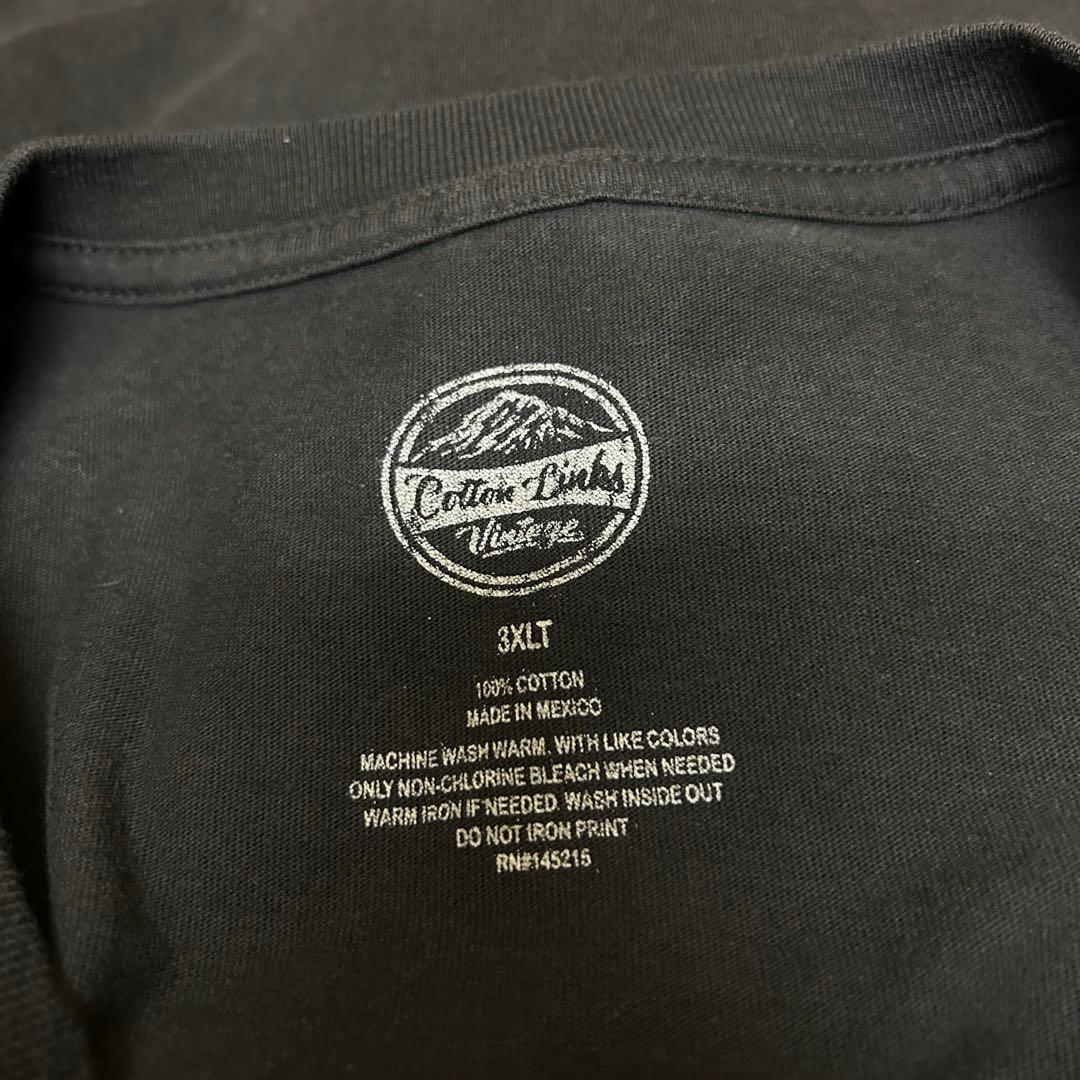 Cotton Links
Vintage
3XLT
100% COTTON
MADE IN MEXICO
MACHINE WASH WARM. WITH LIKE COLORS
ONLY NON-CHLORINE BLEACH WHEN NEEDED
WARM IRON IF NEEDED. WASH INSIDE OUT
DO NOT IRON PRINT
RN#145215